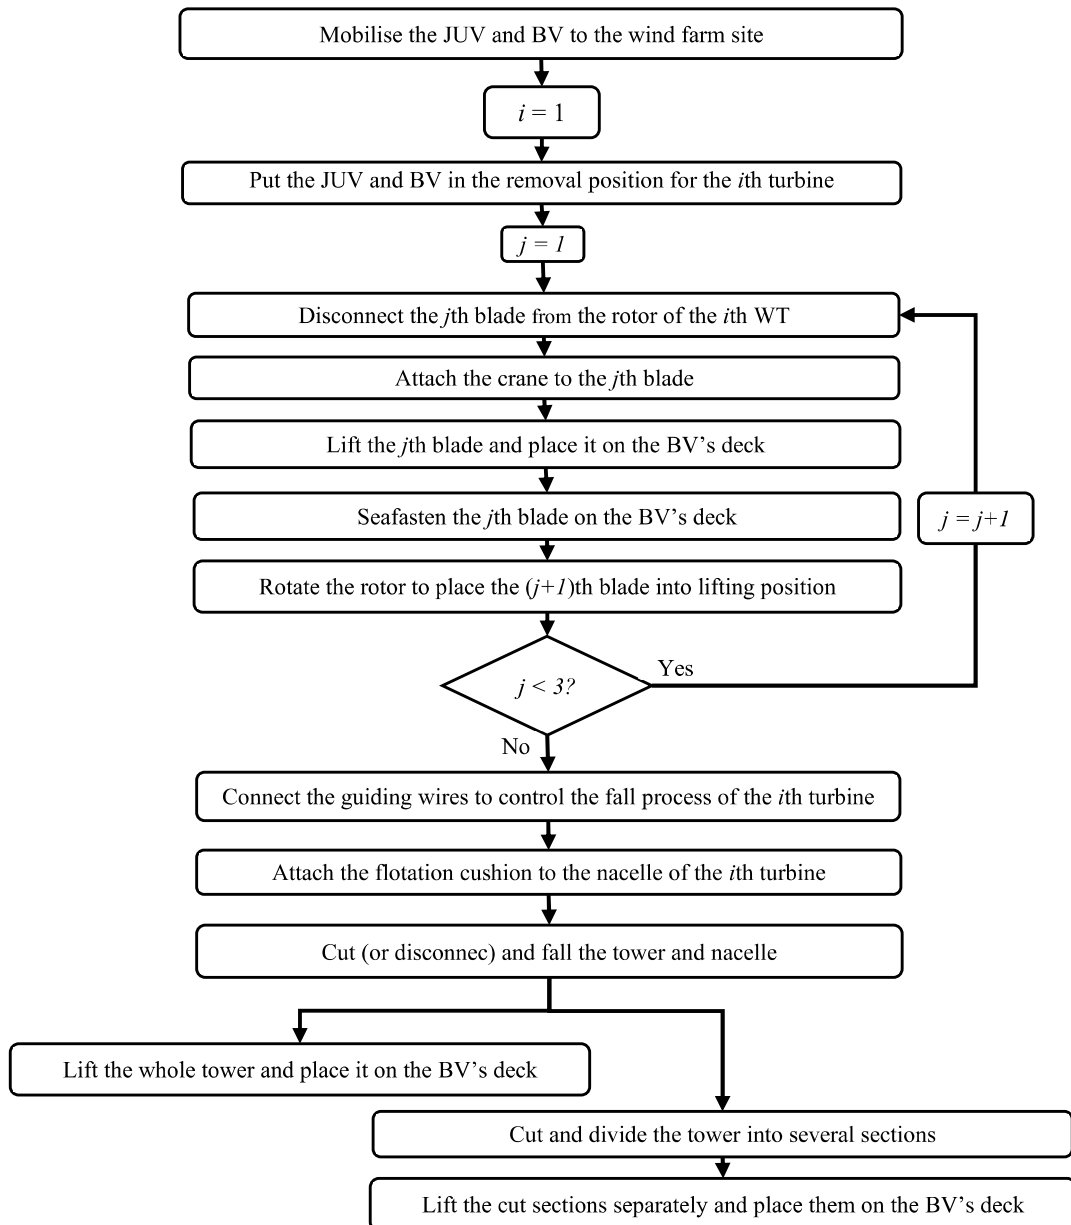 Mobilise the JUV and BV to the wind farm site
i = 1
Put the JUV and BV in the removal position for the ith turbine
j = 1
Disconnect the jth blade from the rotor of the ith WT
Attach the crane to the jth blade
Lift the jth blade and place it on the BV's deck
Seafasten the jth blade on the BV's deck
j = j+1
Rotate the rotor to place the (j+1)th blade into lifting position
j < 3?
Yes
No
Connect the guiding wires to control the fall process of the ith turbine
Attach the flotation cushion to the nacelle of the ith turbine
Cut (or disconnec) and fall the tower and nacelle
Lift the whole tower and place it on the BV's deck
Cut and divide the tower into several sections
Lift the cut sections separately and place them on the BV's deck